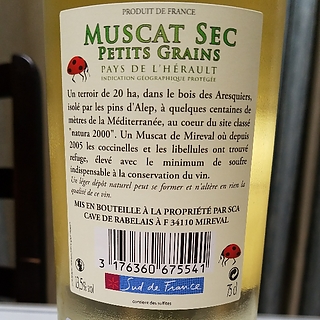 PRODUIT DE FRANCE
MUSCAT SEC
PETITS GRAINS
PAYS DE L'HÉRAULT
INDICATION GÉOGRAPHIQUE PROTÉGÉE
Un terroir de 20 ha, dans le bois des Aresquiers,
isolé par les pins d'Alep, à quelques centaines de
mètres de la Méditerranée, au coeur du site classé
"natura 2000". Un Muscat de Mireval où depuis
2005 les coccinelles et les libellules ont trouvé
refuge, élevé avec le minimum de soufre
indispensable à la conservation du vin.
Un léger dépôt naturel peut se former et n'altère en rien la
qualité de ce vin.
MIS EN BOUTEILLE À LA PROPRIÉTÉ PAR SCA
CAVE DE RABELAIS À F 34110 MIREVAL
13,5% vol
3 176360 675541
75 cl
Sud de France
contient des sulfites